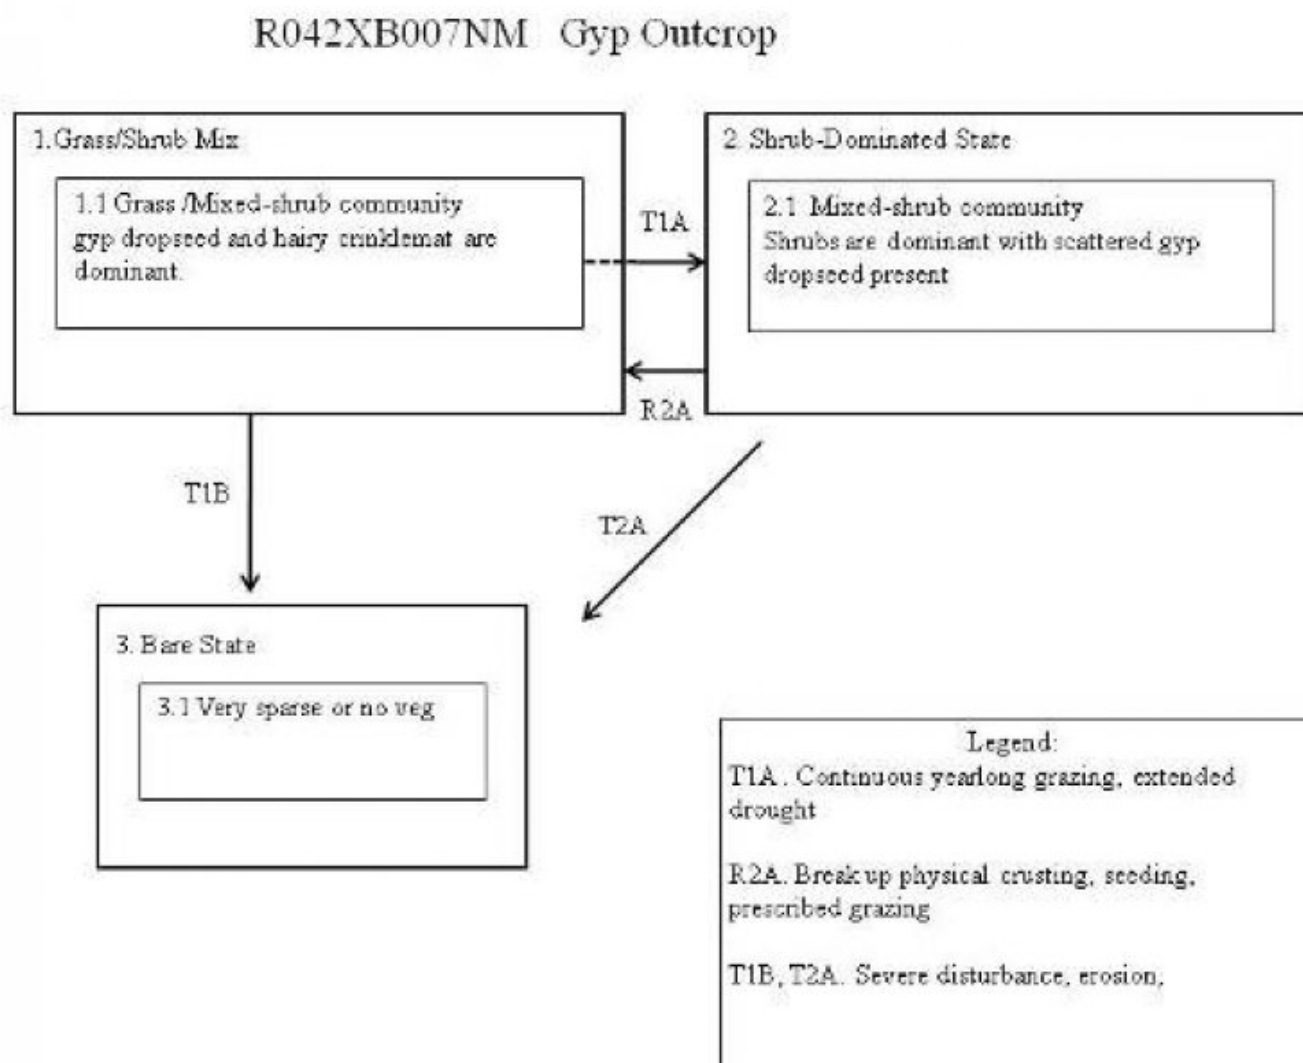 R042XB007NM Gyp Outcrop
1.Grass/Shrub Mix
1.1 Grass /Mixed-shrub community
gyp dropseed and hairy crinklemat are
dominant.
T1A
2. Shrub-Dominated State
2.1 Mixed-shrub community
Shrubs are dominant with scattered gyp
dropseed present
R2A
T1B
T2A
3. Bare State
3.1 Very sparse or no veg
Legend:
T1A. Continuous yearlong grazing, extended
drought
R2A. Break up physical crusting, seeding,
prescribed grazing
T1B, T2A. Severe disturbance, erosion,